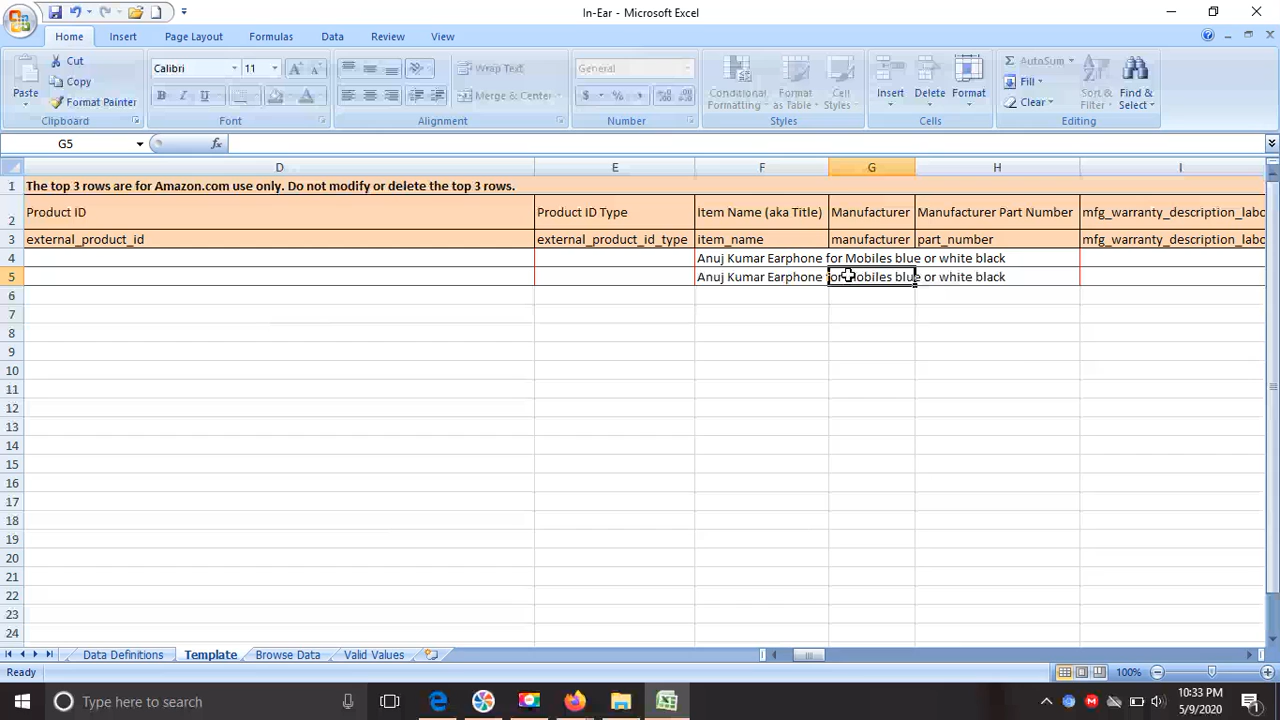 In-Ear - Microsoft Excel
Home Insert Page Layout Formulas Data Review View
Cut
Copy
Format Painter
Paste
Clipboard
Calibri 11
B I U
Font
Wrap Text
Merge & Center
Alignment
General
$ % ,
Number
Conditional Formatting
Format as Table
Cell Styles
Styles
Insert Delete Format
Cells
AutoSum
Fill
Clear
Sort & Filter
Find & Select
Editing
G5
fx
D E F G H I
1 The top 3 rows are for Amazon.com use only. Do not modify or delete the top 3 rows.
2 Product ID Product ID Type Item Name (aka Title) Manufacturer Manufacturer Part Number mfg_warranty_description_labo
3 external_product_id external_product_id_type item_name manufacturer part_number mfg_warranty_description_labo
4 Anuj Kumar Earphone for Mobiles blue or white black
5 Anuj Kumar Earphone for Mobiles blue or white black
6
7
8
9
10
11
12
13
14
15
16
17
18
19
20
21
22
23
24
Data Definitions Template Browse Data Valid Values
Ready 100%
Type here to search
10:33 PM
5/9/2020